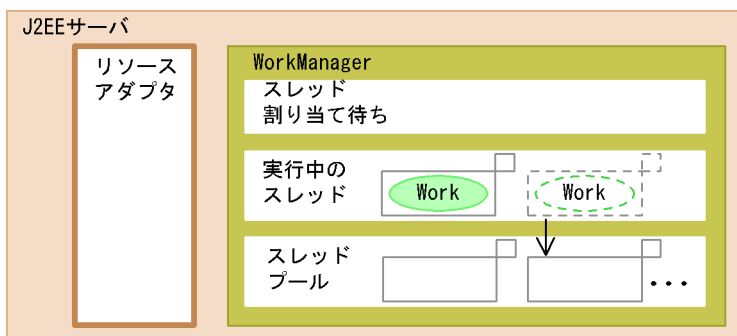 J2EEサーバ
リソース
アダプタ
WorkManager
スレッド
割り当て待ち
実行中の
スレッド
Work
Work
スレッド
プール
...